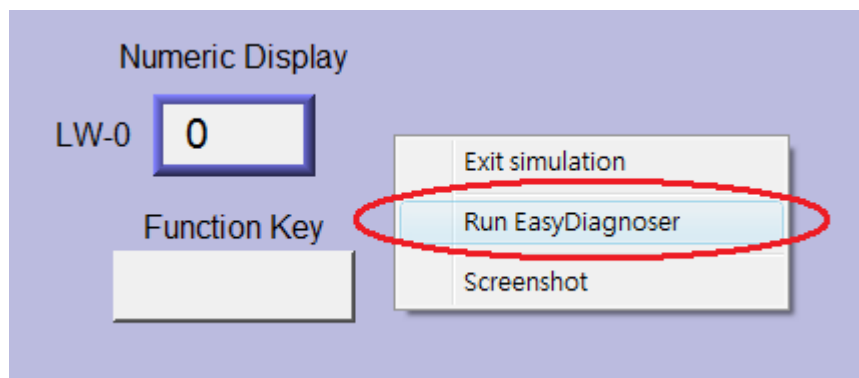 Numeric Display
LW-0
0
Exit simulation
Run EasyDiagnoser
Screenshot
Function Key